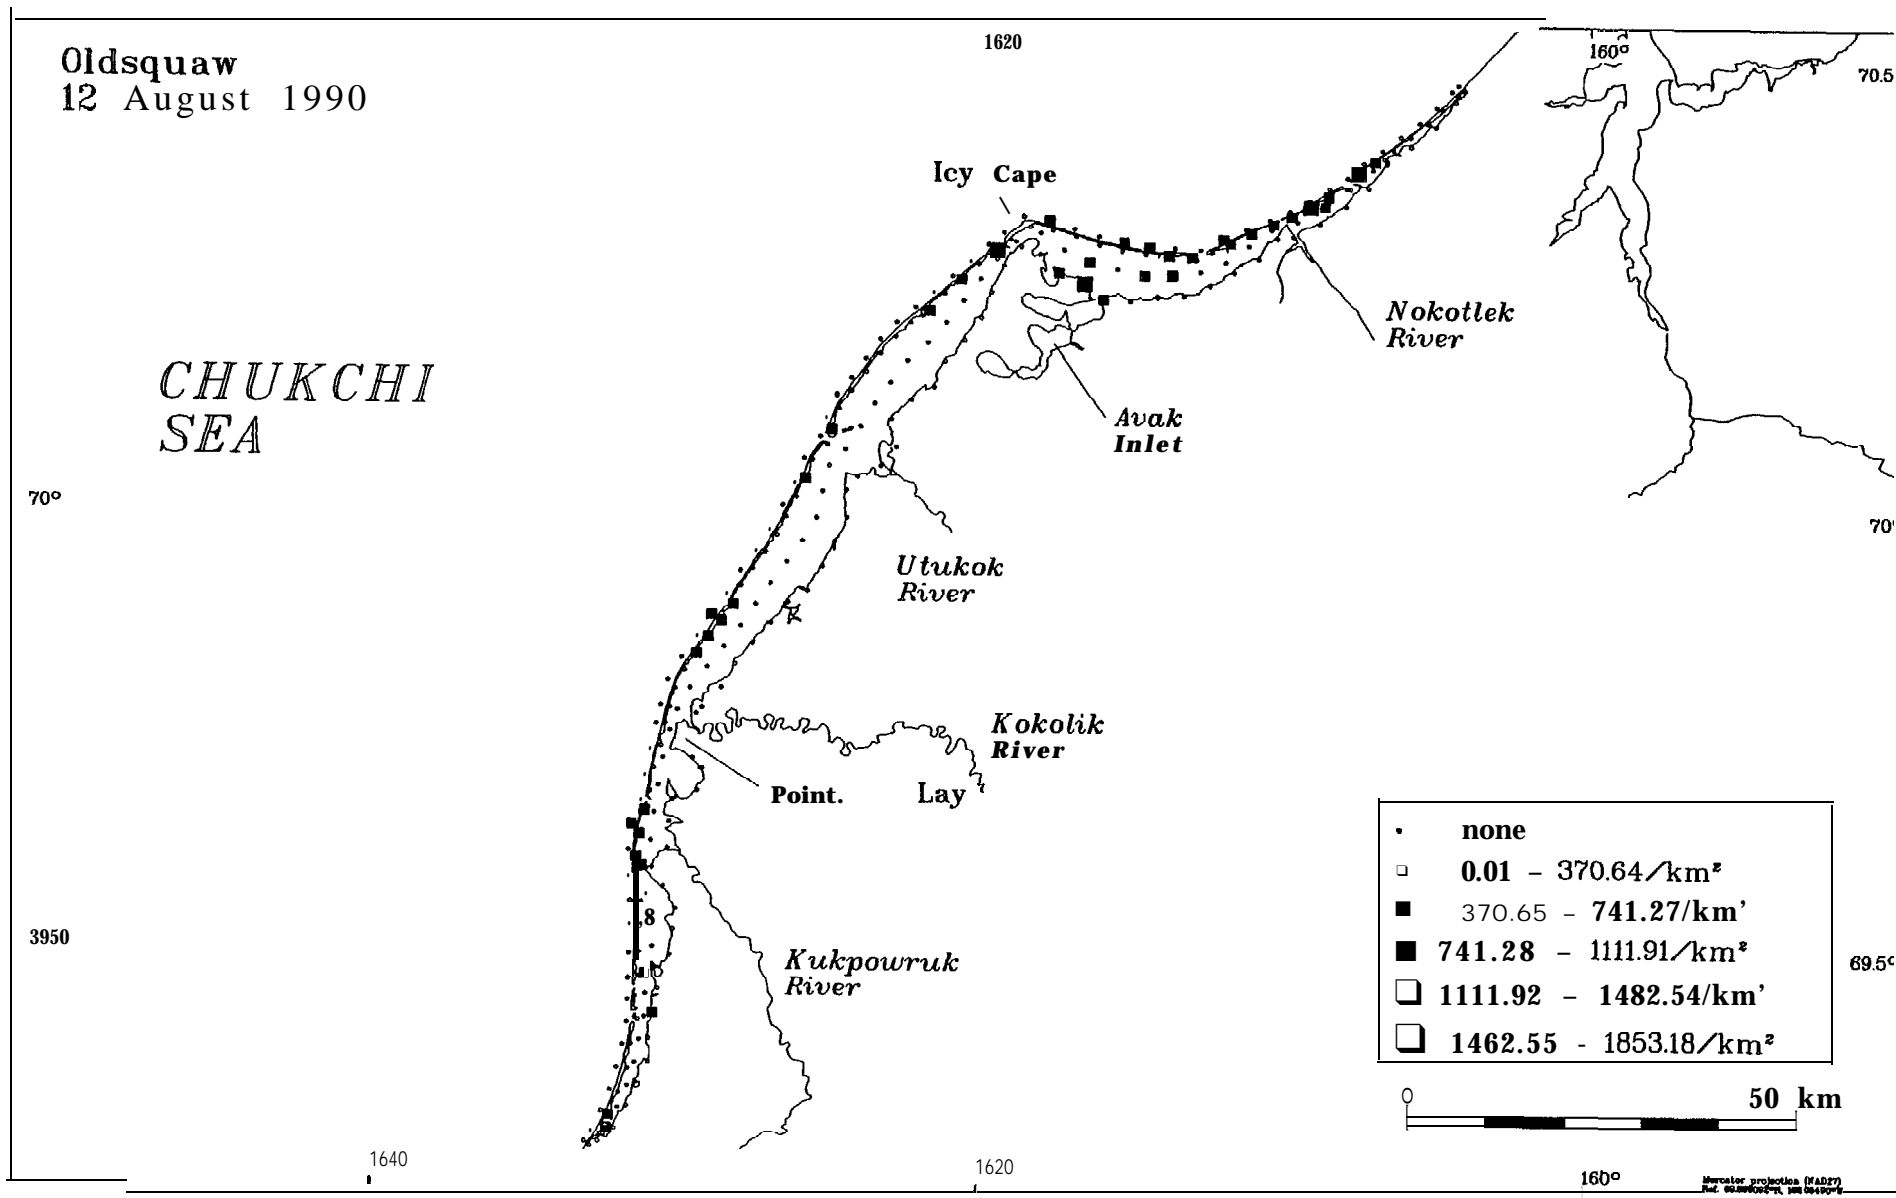 Oldsquaw
12 August 1990
1620
160°
70.5
Icy Cape
Nokotlek
River
CHUKCHI
SEA
Avak
Inlet
70°
70°
Utukok
River
Kokolik
River
Point. Lay
8
3950
Kukpowruk
River
69.5°
none
0.01 – 370.64/km²
370.65 – 741.27/km'
741.28 – 1111.91/km²
1111.92 – 1482.54/km'
1462.55 - 1853.18/km²
0 50 km
1640
1620
160°
Mercator projection (NAD27)